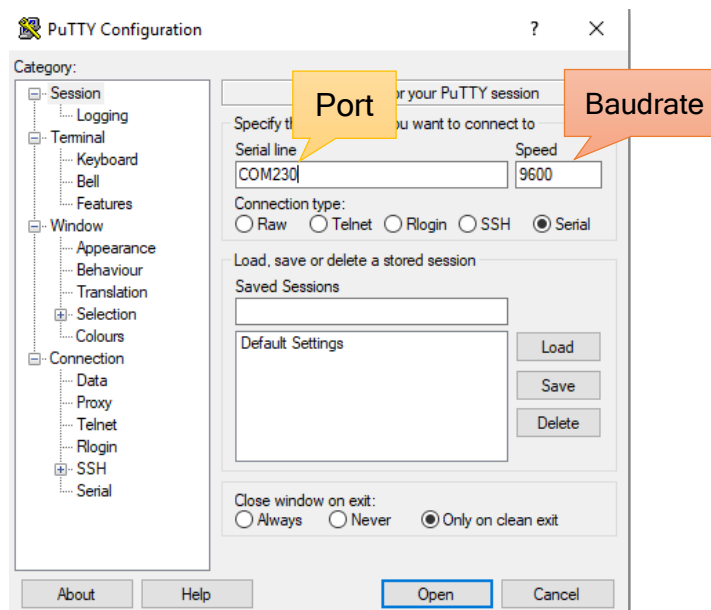 PuTTY Configuration
?
Category:
Session
Logging
Terminal
Keyboard
Bell
Features
Window
Appearance
Behaviour
Translation
Selection
Colours
Connection
Data
Proxy
Telnet
Rlogin
SSH
Serial
Port
Baudrate
or your PuTTY session
Specify th ou want to connect to
Serial line
Speed
COM230
9600
Connection type:
Raw Telnet Rlogin SSH Serial
Load, save or delete a stored session
Saved Sessions
Default Settings
Load
Save
Delete
Close window on exit:
Always Never Only on clean exit
About Help Open Cancel